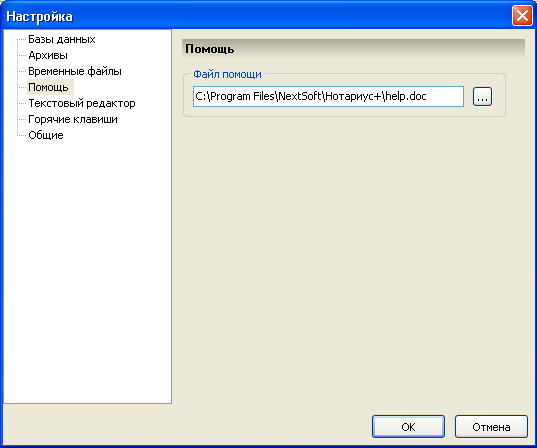 Настройка
Базы данных
Архивы
Временные файлы
Помощь
Текстовый редактор
Горячие клавиши
Общие
Помощь
Файл помощи
C:\Program Files\NextSoft\Нотариус+\help.doc
...
OK
Отмена